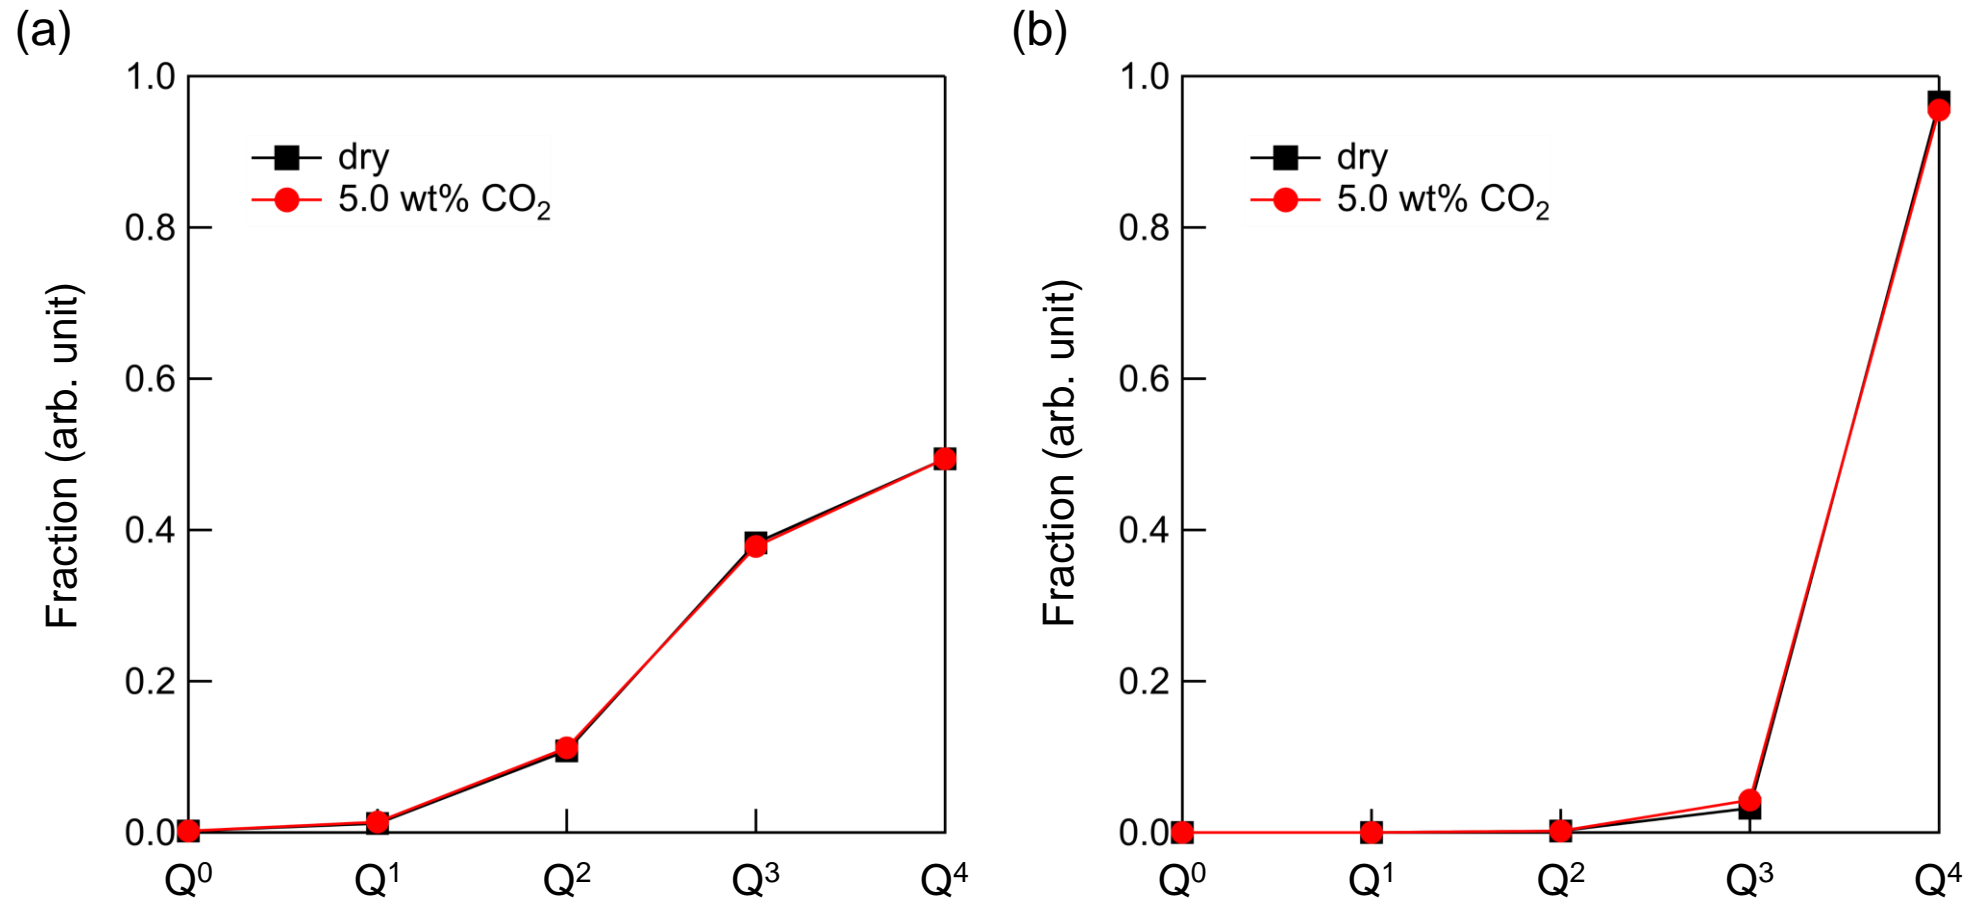 (a)
1.0
0.8
0.6
0.4
0.2
0.0
Fraction (arb. unit)
dry
5.0 wt% CO₂
Q⁰ Q¹ Q² Q³ Q⁴
(b)
1.0
0.8
0.6
0.4
0.2
0.0
Fraction (arb. unit)
dry
5.0 wt% CO₂
Q⁰ Q¹ Q² Q³ Q⁴